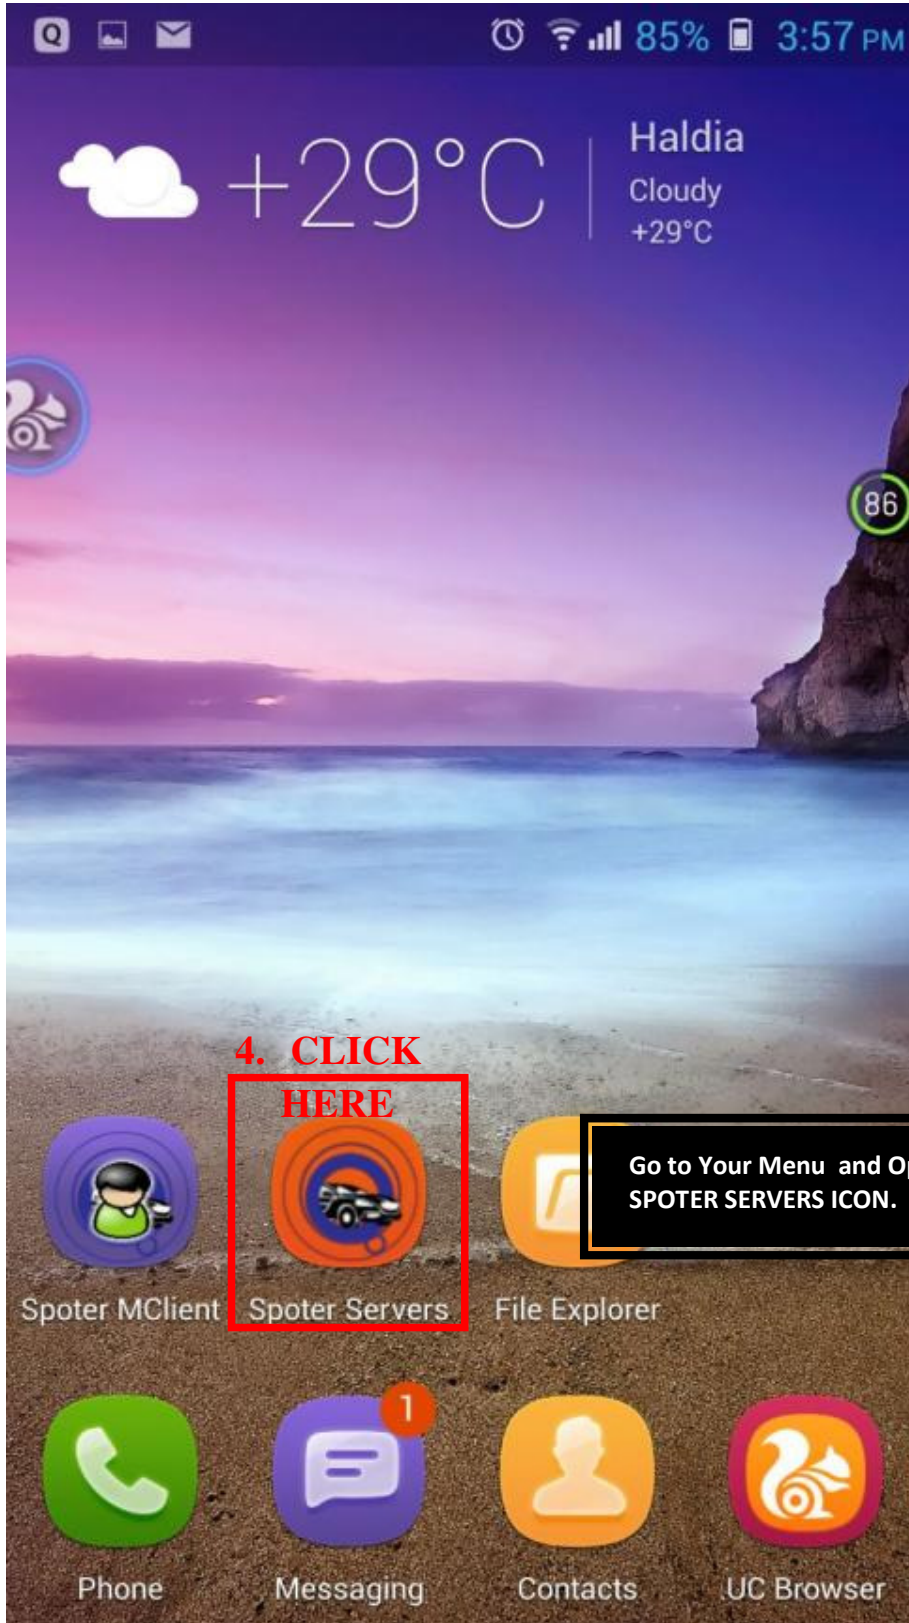 Q 85% 3:57 PM
+29°C
Haldia
Cloudy
+29°C
86
4. CLICK
HERE
Go to Your Menu and
SPOTER SERVERS ICON.
Spoter MClient
Spoter Servers
File Explorer
1
Phone
Messaging
Contacts
UC Browser